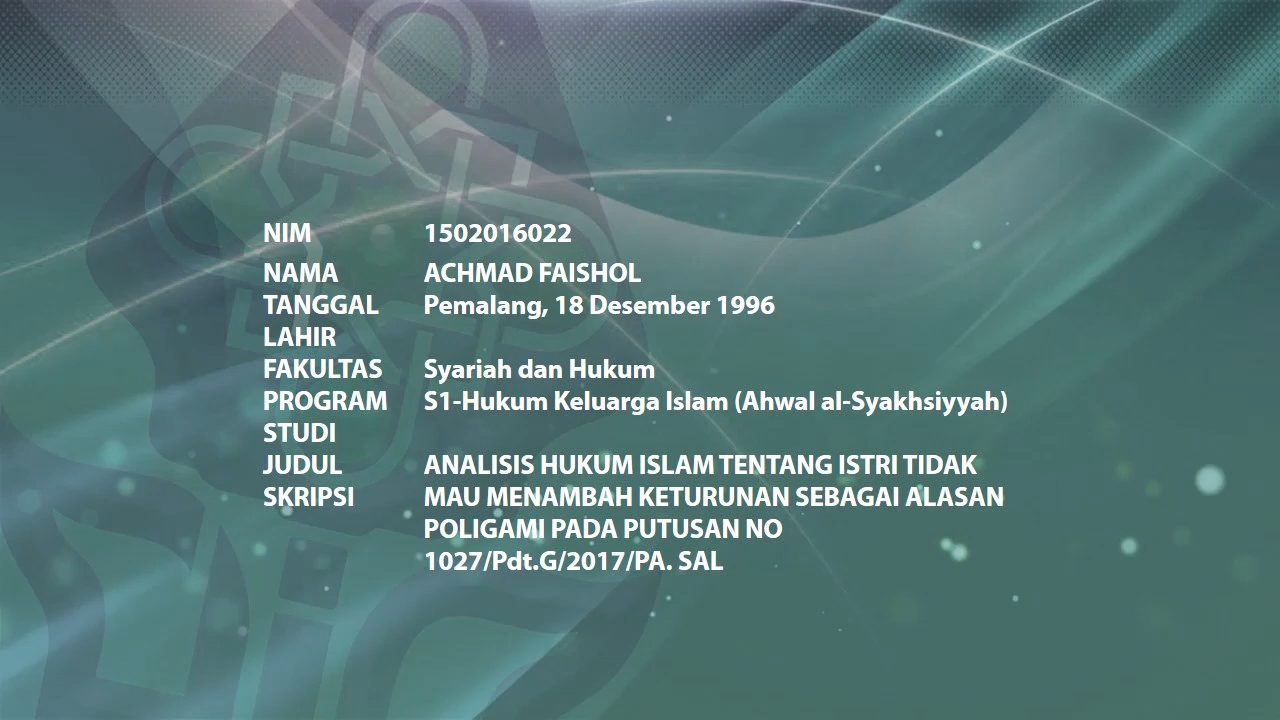 NIM 1502016022
NAMA ACHMAD FAISHOL
TANGGAL Pemalang, 18 Desember 1996
LAHIR
FAKULTAS Syariah dan Hukum
PROGRAM S1-Hukum Keluarga Islam (Ahwal al-Syakhsiyyah)
STUDI
JUDUL ANALISIS HUKUM ISLAM TENTANG ISTRI TIDAK
SKRIPSI MAU MENAMBAH KETURUNAN SEBAGAI ALASAN
POLIGAMI PADA PUTUSAN NO
1027/Pdt.G/2017/PA. SAL